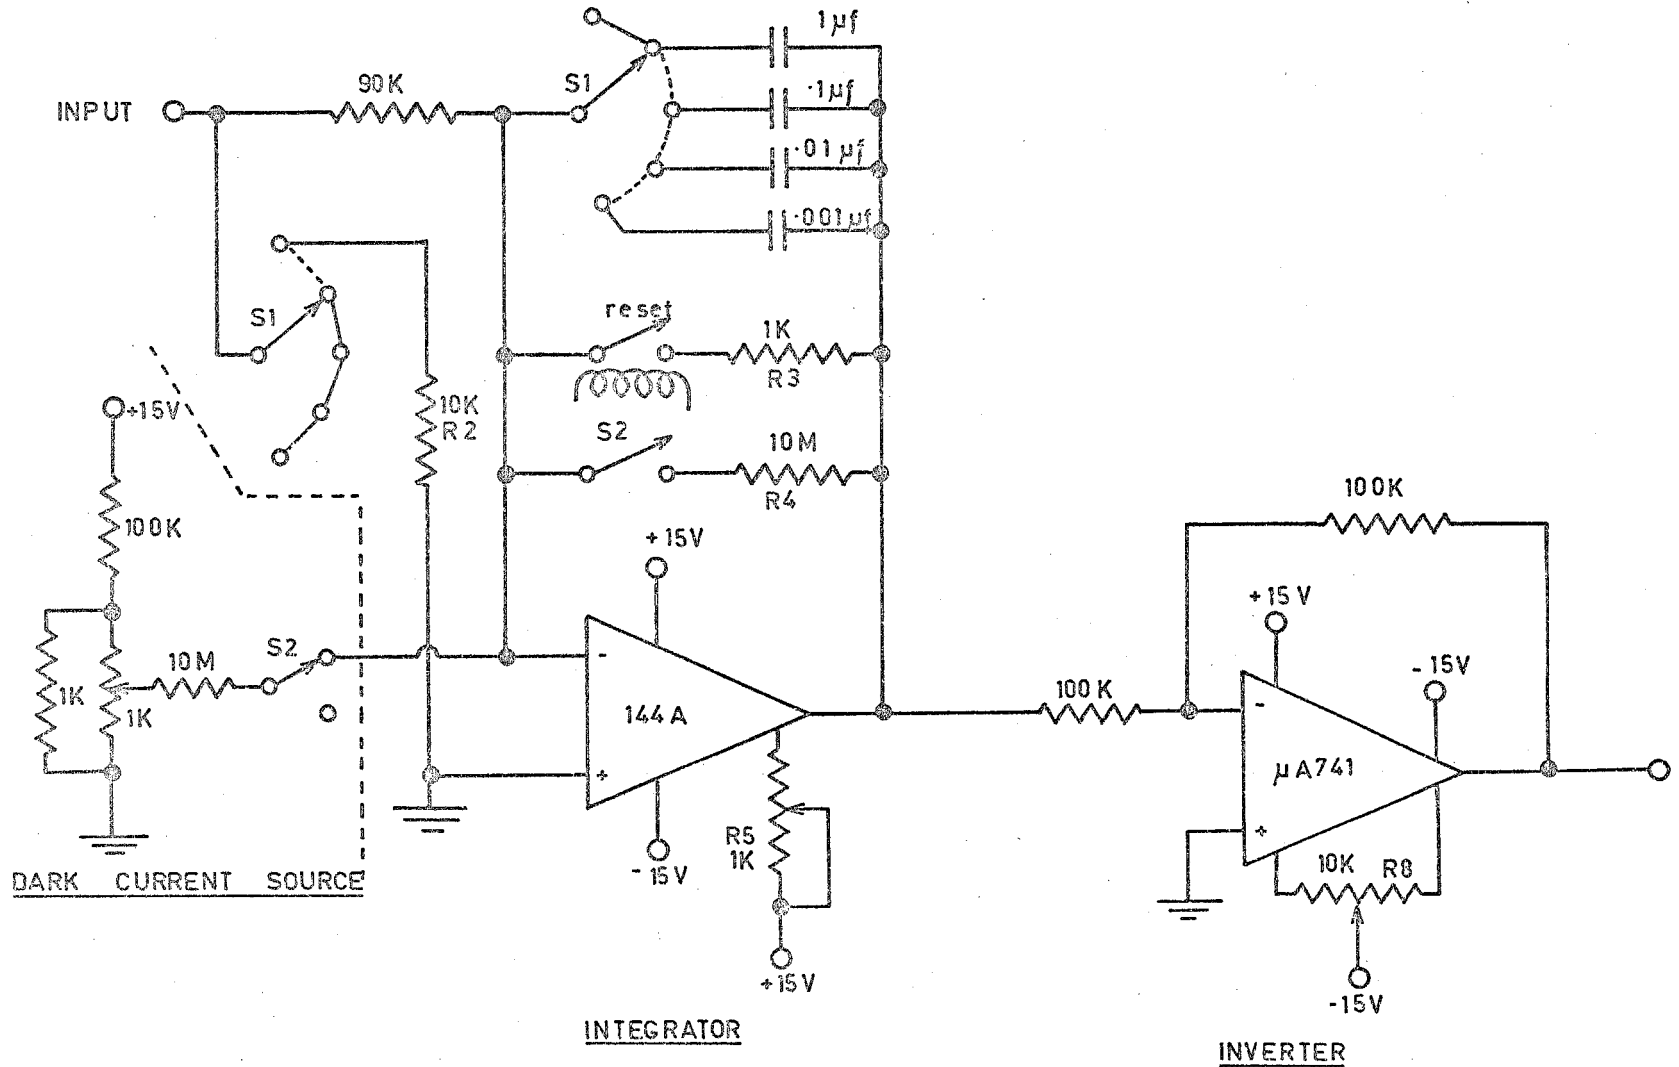 1µf
90K
S1
·1µf
INPUT
·01µf
·001µf
reset
S1
1K
R3
+15V
10K
R2
S2
10M
R4
100K
100K
+15V
+15V
S2
-15V
10M
100K
1K
1K
-
-
144A
µA741
+
+
R5
1K
10K
R8
-15V
DARK CURRENT SOURCE
+15V
-15V
INTEGRATOR
INVERTER